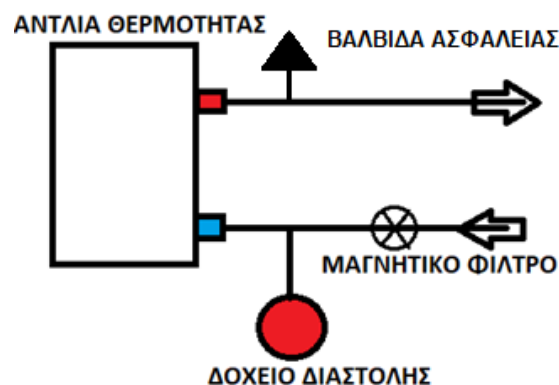 ΑΝΤΛΙΑ ΘΕΡΜΟΤΗΤΑΣ
ΒΑΛΒΙΔΑ ΑΣΦΑΛΕΙΑΣ
ΜΑΓΝΗΤΙΚΟ ΦΙΛΤΡΟ
ΔΟΧΕΙΟ ΔΙΑΣΤΟΛΗΣ